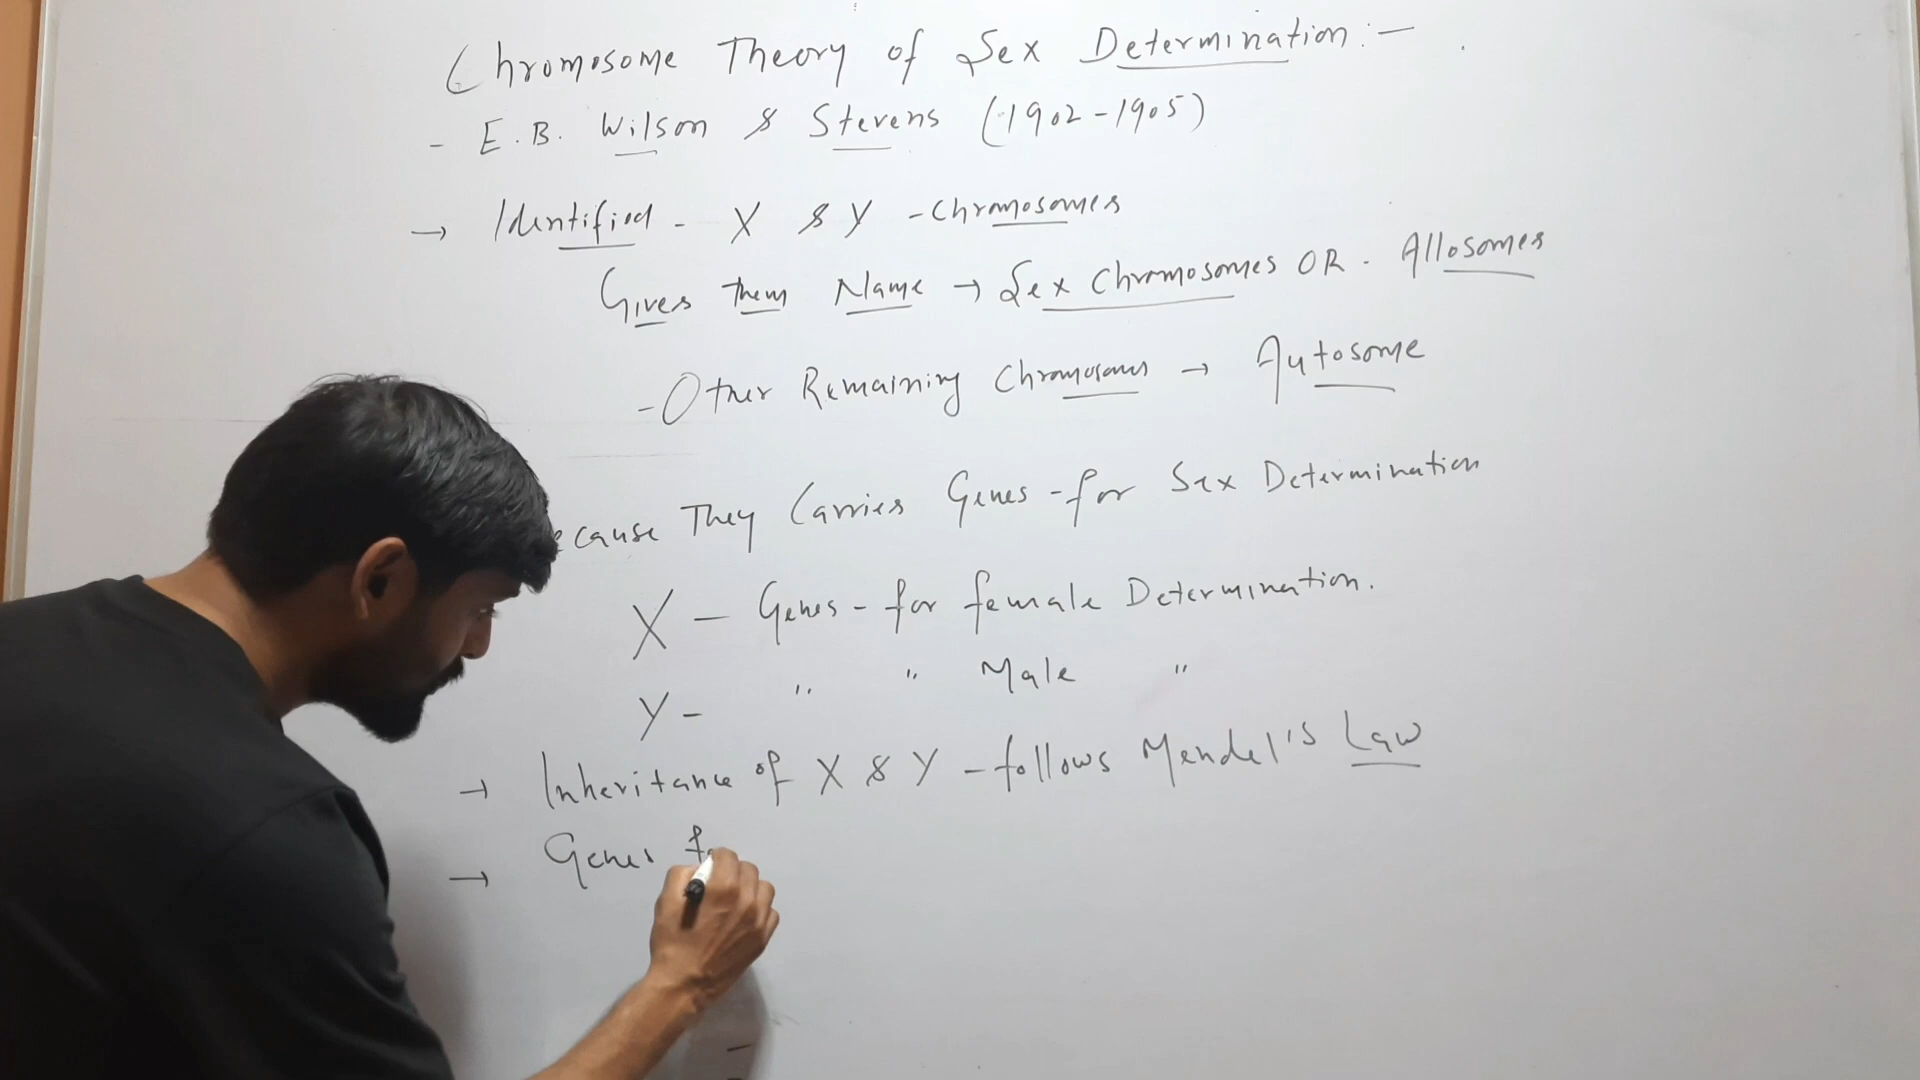 Chromosome Theory of Sex Determination:-
- E.B. Wilson & Stevens (1902-1905)
→ Identified - X & Y - Chromosomes
Gives them Name → Sex Chromosomes OR. Allosomes
- Other Remaining Chromosomes → Autosome
ecause They Carries Genes - for Sex Determination
X - Genes - for female Determination.
Y - " " Male "
→ Inheritance of X & Y - follows Mendel's Law
→ Genes